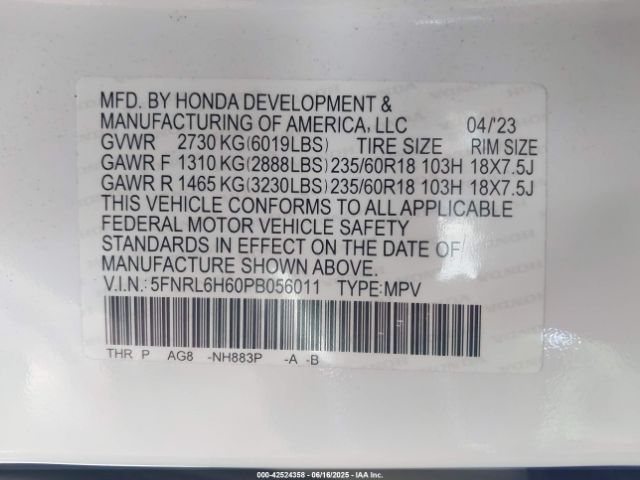 MFD. BY HONDA DEVELOPMENT &
MANUFACTURING OF AMERICA, LLC 04/'23
GVWR 2730 KG(6019LBS) TIRE SIZE RIM SIZE
GAWR F 1310 KG(2888LBS) 235/60R18 103H 18X7.5J
GAWR R 1465 KG(3230LBS) 235/60R18 103H 18X7.5J
THIS VEHICLE CONFORMS TO ALL APPLICABLE
FEDERAL MOTOR VEHICLE SAFETY
STANDARDS IN EFFECT ON THE DATE OF
MANUFACTURE SHOWN ABOVE.
V.I.N.: 5FNRL6H60PB056011 TYPE:MPV
THR P AG8 -NH883P -A -B
000-42524358 - 06/16/2025 - IAA Inc.